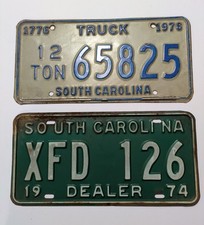 1776 TRUCK 1976
12 TON 65825
SOUTH CAROLINA
SOUTH CAROLINA
XFD 126
19 DEALER 74